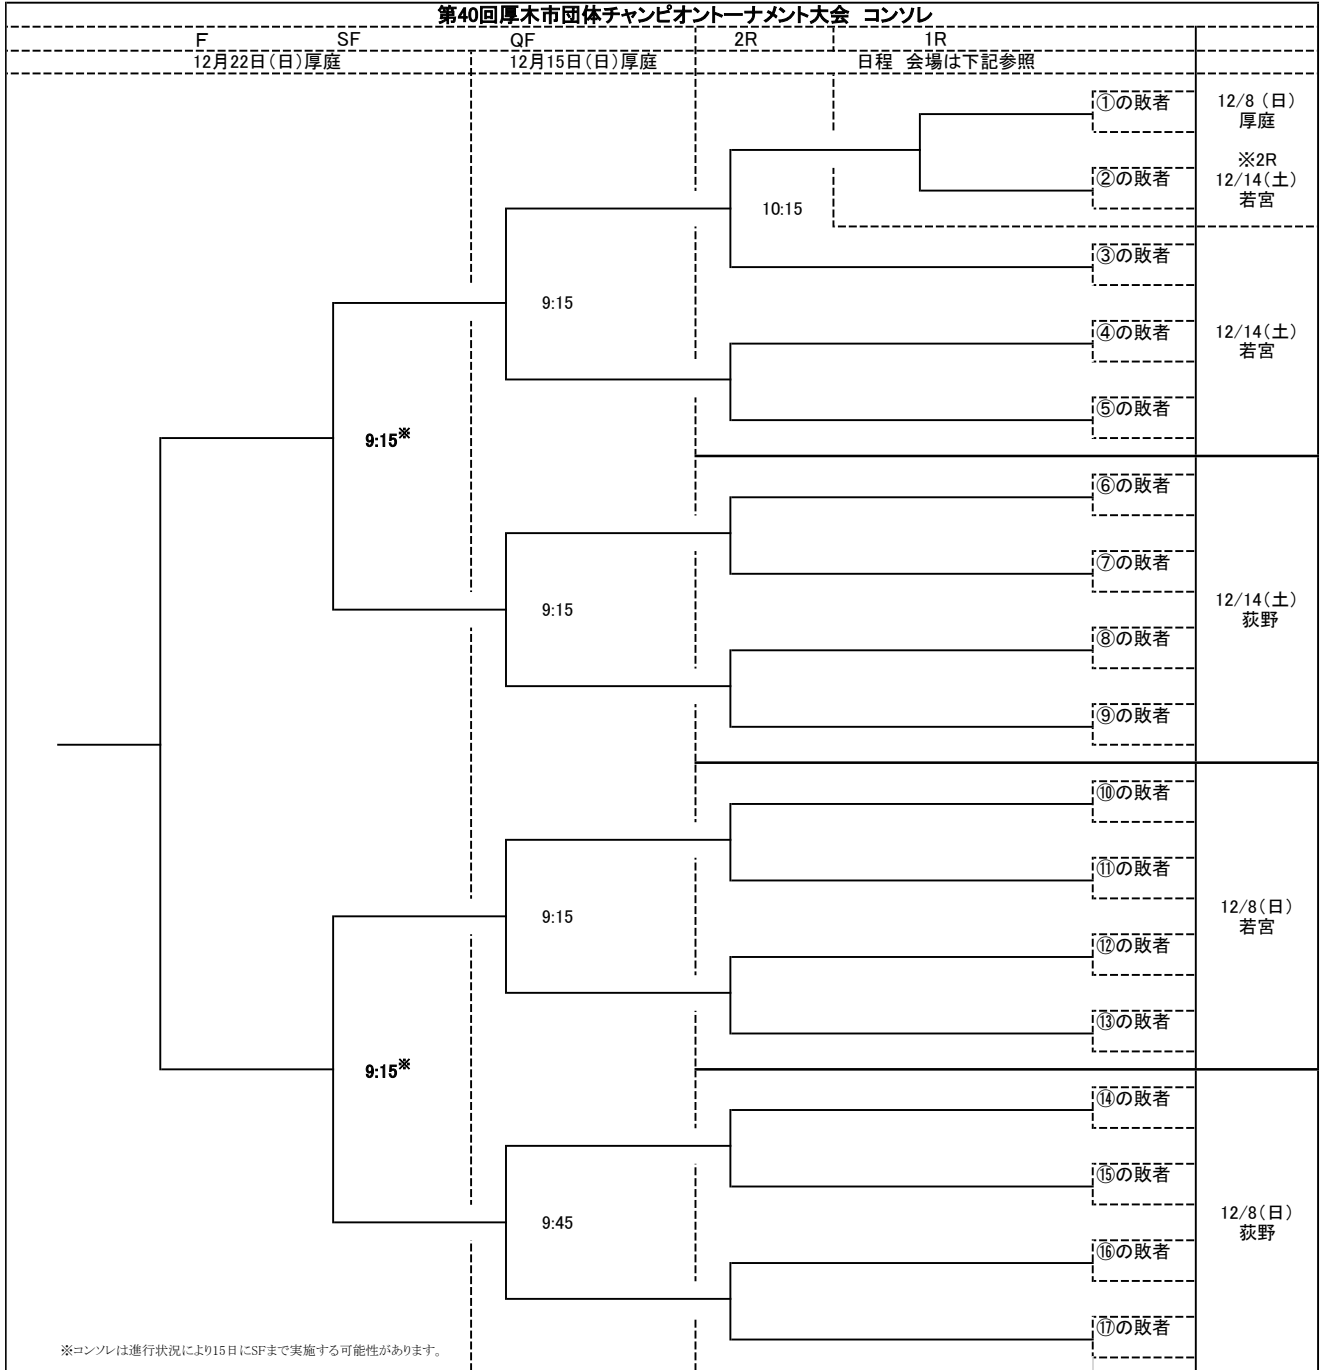 第40回厚木市団体チャンピオントーナメント大会　コンソレ
F SF QF 2R 1R
12月22日(日)厚庭 12月15日(日)厚庭 日程　会場は下記参照
①の敗者
12/8 (日)
厚庭
※2R
12/14(土)
若宮
②の敗者
10:15
③の敗者
9:15
④の敗者
12/14(土)
若宮
⑤の敗者
9:15※
⑥の敗者
⑦の敗者
9:15
12/14(土)
荻野
⑧の敗者
⑨の敗者
⑩の敗者
⑪の敗者
9:15
12/8(日)
若宮
⑫の敗者
⑬の敗者
9:15※
⑭の敗者
⑮の敗者
9:45
12/8(日)
荻野
⑯の敗者
⑰の敗者
※コンソレは進行状況により15日にSFまで実施する可能性があります。